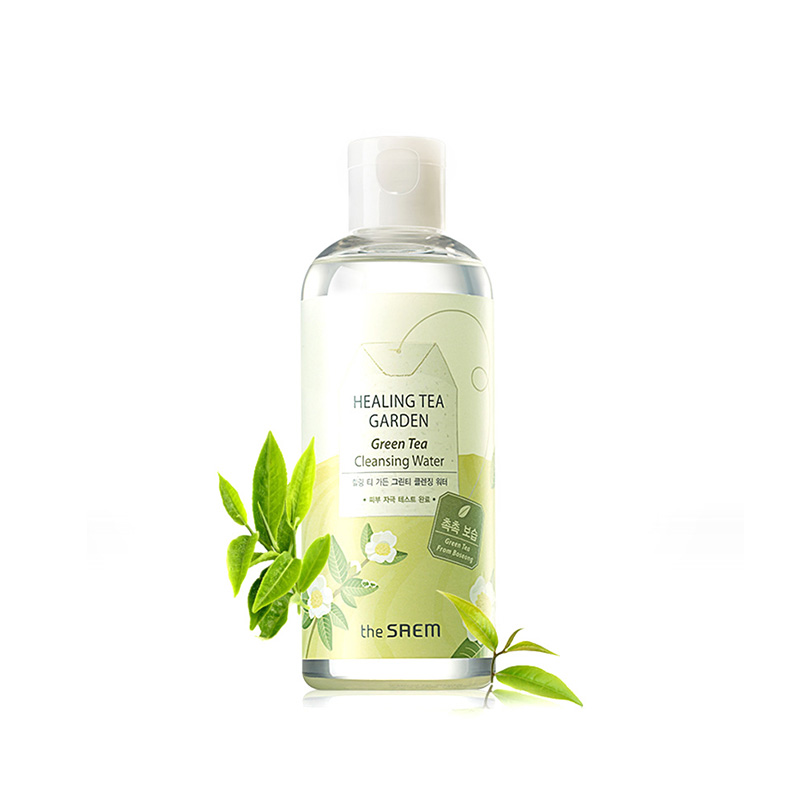 HEALING TEA
GARDEN
Green Tea
Cleansing Water
힐링 티 가든 그린티 클렌징 워터
• 피부 자극 테스트 완료 •
촉촉 보습
Green Tea
From Boseong
the SAEM